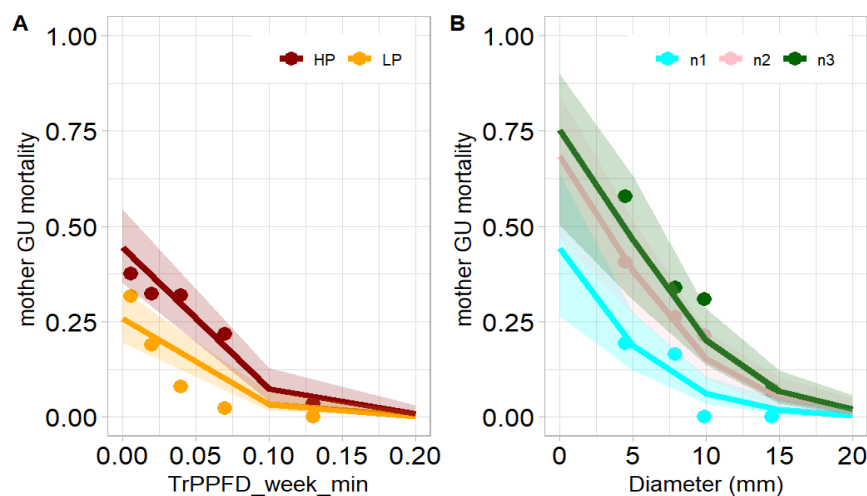 A
B
mother GU mortality
1.00
0.75
0.50
0.25
0.00
HP LP
0.00 0.05 0.10 0.15 0.20
TrPPFD_week_min
mother GU mortality
1.00
0.75
0.50
0.25
0.00
n1 n2 n3
0 5 10 15 20
Diameter (mm)